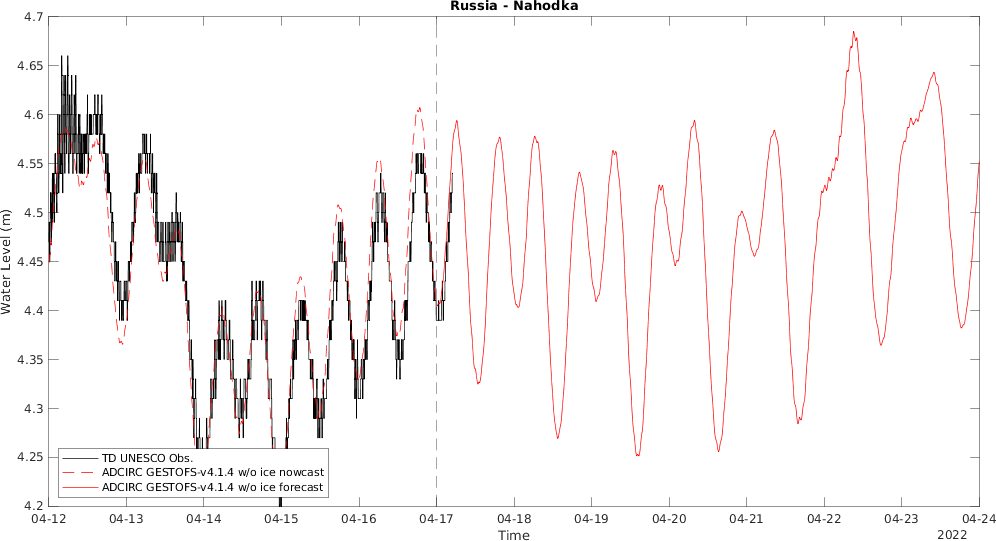 Russia - Nahodka
4.7
4.65
4.6
4.55
4.5
4.45
4.4
4.35
4.3
4.25
4.2
Water Level (m)
TD UNESCO Obs.
ADCIRC GESTOFS-v4.1.4 w/o ice nowcast
ADCIRC GESTOFS-v4.1.4 w/o ice forecast
04-12 04-13 04-14 04-15 04-16 04-17 04-18 04-19 04-20 04-21 04-22 04-23 04-24
Time
2022